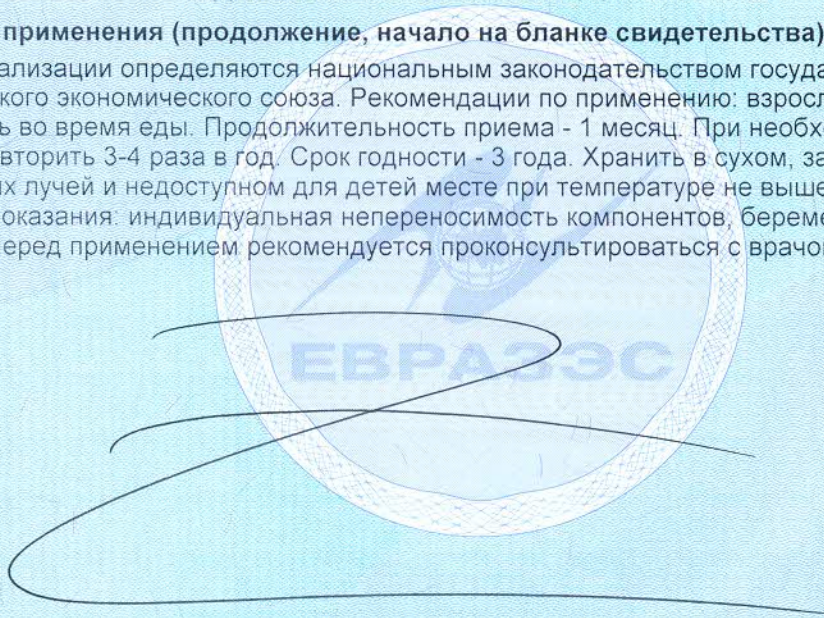 применения (продолжение, начало на бланке свидетельства)
ализации определяются национальным законодательством госуда
кого экономического союза. Рекомендации по применению: взросл
ь во время еды. Продолжительность приема - 1 месяц. При необхо
вторить 3-4 раза в год. Срок годности - 3 года. Хранить в сухом, за
их лучей и недоступном для детей месте при температуре не выше
оказания: индивидуальная непереносимость компонентов, береме
еред применением рекомендуется проконсультироваться с врачо
ЕВРАЗЭС